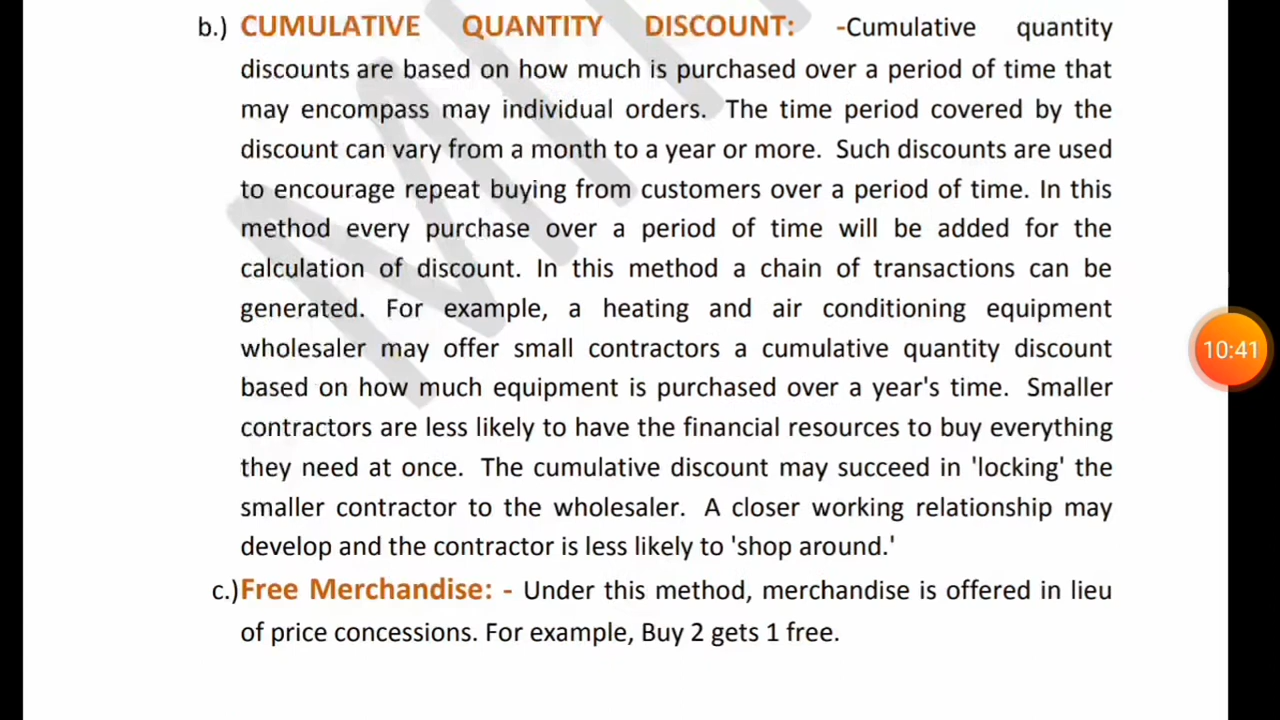 b.) CUMULATIVE QUANTITY DISCOUNT: -Cumulative quantity
discounts are based on how much is purchased over a period of time that
may encompass may individual orders. The time period covered by the
discount can vary from a month to a year or more. Such discounts are used
to encourage repeat buying from customers over a period of time. In this
method every purchase over a period of time will be added for the
calculation of discount. In this method a chain of transactions can be
generated. For example, a heating and air conditioning equipment
wholesaler may offer small contractors a cumulative quantity discount
based on how much equipment is purchased over a year's time. Smaller
contractors are less likely to have the financial resources to buy everything
they need at once. The cumulative discount may succeed in 'locking' the
smaller contractor to the wholesaler. A closer working relationship may
develop and the contractor is less likely to 'shop around.'
c.)Free Merchandise: - Under this method, merchandise is offered in lieu
of price concessions. For example, Buy 2 gets 1 free.
10:41